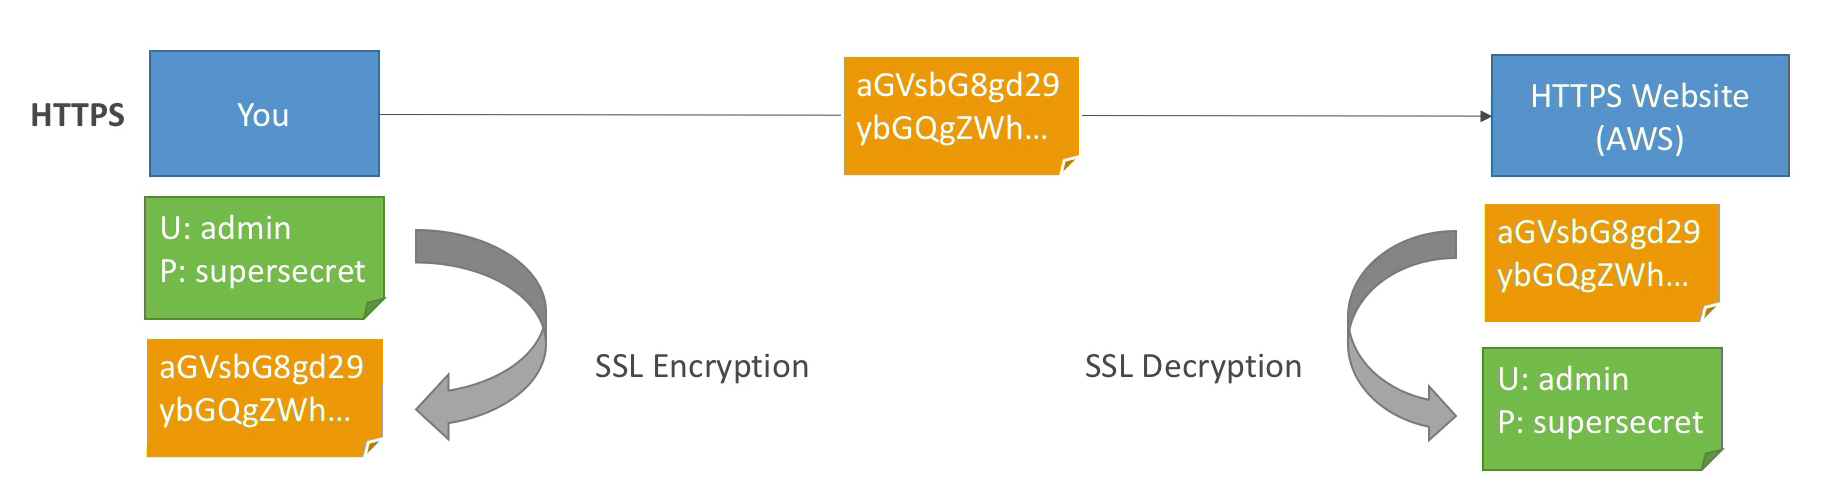 HTTPS
You
aGVsbG8gd29
ybGQgZWh...
HTTPS Website
(AWS)
U: admin
P: supersecret
aGVsbG8gd29
ybGQgZWh...
SSL Encryption
SSL Decryption
aGVsbG8gd29
ybGQgZWh...
U: admin
P: supersecret